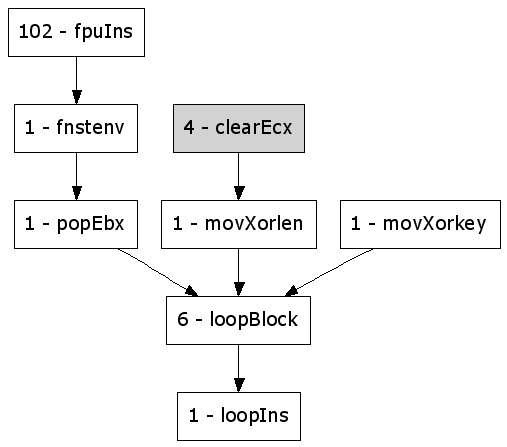 102 - fpuIns
1 - fnstenv
4 - clearEcx
1 - popEbx
1 - movXorlen
1 - movXorkey
6 - loopBlock
1 - loopIns